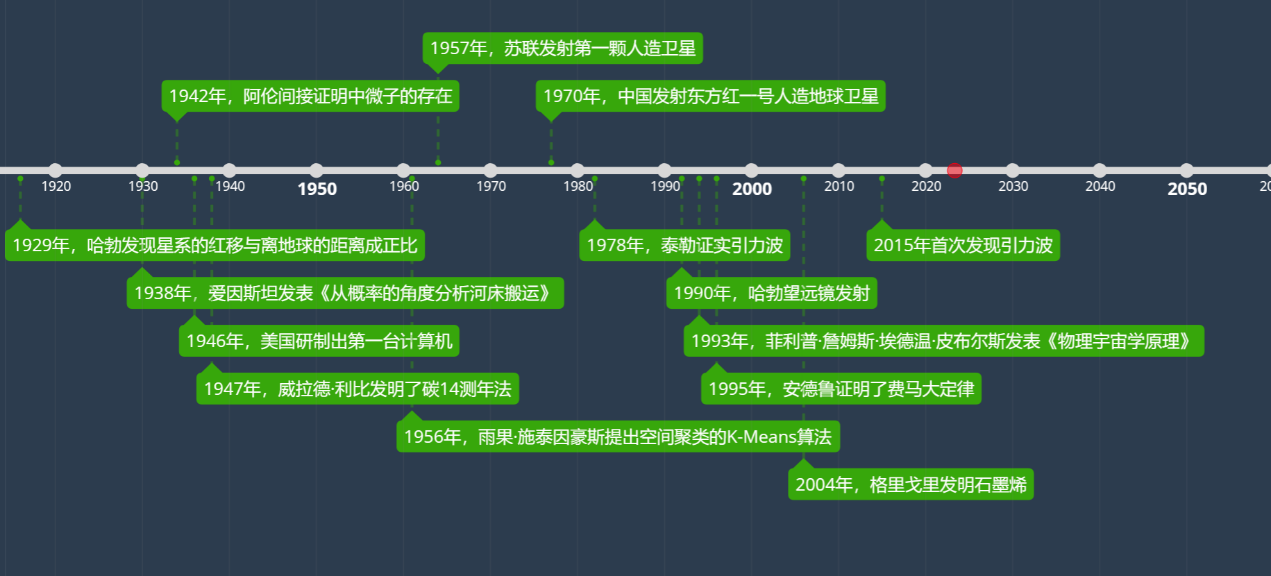 1957年，苏联发射第一颗人造卫星
1942年，阿伦间接证明中微子的存在
1970年，中国发射东方红一号人造地球卫星
1920 1930 1940 1950 1960 1970 1980 1990 2000 2010 2020 2030 2040 2050 20
1929年，哈勃发现星系的红移与离地球的距离成正比
1978年，泰勒证实引力波
2015年首次发现引力波
1938年，爱因斯坦发表《从概率的角度分析河床搬运》
1990年，哈勃望远镜发射
1946年，美国研制出第一台计算机
1993年，菲利普·詹姆斯·埃德温·皮布尔斯发表《物理宇宙学原理》
1947年，威拉德·利比发明了碳14测年法
1995年，安德鲁证明了费马大定律
1956年，雨果·施泰因豪斯提出空间聚类的K-Means算法
2004年，格里戈里发明石墨烯